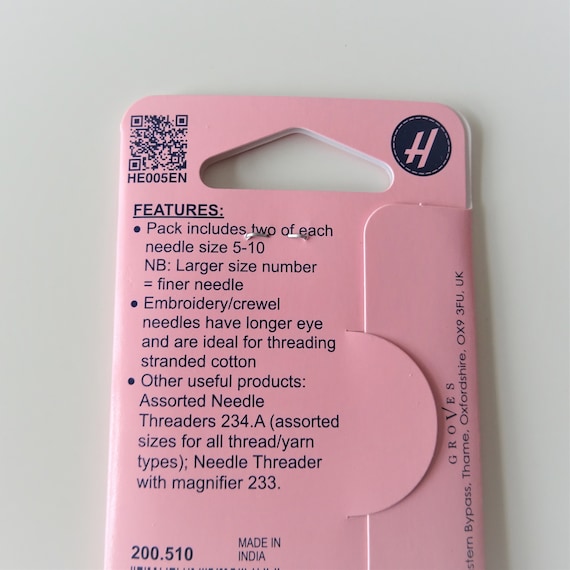 H
HE005EN
FEATURES:
• Pack includes two of each
needle size 5-10
NB: Larger size number
= finer needle
• Embroidery/crewel
needles have longer eye
and are ideal for threading
stranded cotton
• Other useful products:
Assorted Needle
Threaders 234.A (assorted
sizes for all thread/yarn
types); Needle Threader
with magnifier 233.
200.510
MADE IN
INDIA
GROVES
Bypass, Thame, Oxfordshire, OX9 3FU, UK